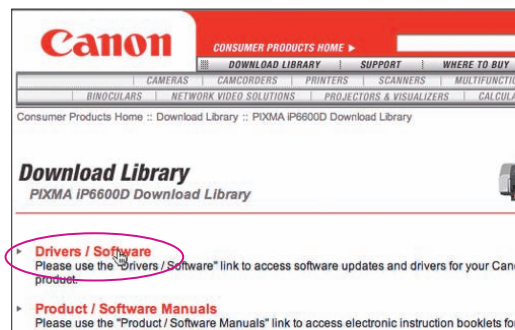 Canon
CONSUMER PRODUCTS HOME
DOWNLOAD LIBRARY | SUPPORT | WHERE TO BUY
CAMERAS | CAMCORDERS | PRINTERS | SCANNERS |
BINOCULARS | NETWORK VIDEO SOLUTIONS | PROJECTORS & VISUALIZERS |
Consumer Products Home :: Download Library :: PIXMA iP6600D Download Library
Download Library
PIXMA iP6600D Download Library
Drivers / Software
Please use the "Drivers / Software" link to access software updates and drivers for your
product.
Product / Software Manuals
Please use the "Product / Software Manuals" link to access electronic instruction booklets for